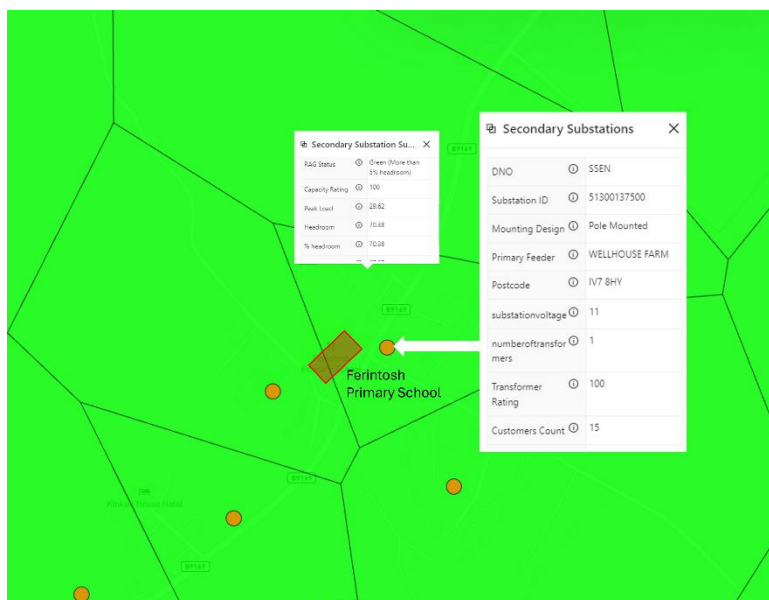 Secondary Substation Su...
RAG Status Green (More than
5% headroom)
Capacity Rating 100
Peak Load 29.62
Headroom 70.38
% headroom 70.38
B9169
Secondary Substations
DNO SSEN
Substation ID 51300137500
Mounting Design Pole Mounted
Primary Feeder WELLHOUSE FARM
Postcode IV7 8HY
substationvoltage 11
numberoftransfor
mers 1
Transformer
Rating 100
Customers Count 15
B9169
Ferintosh
Primary School
B9169
Kinkell House Hotel
B9169